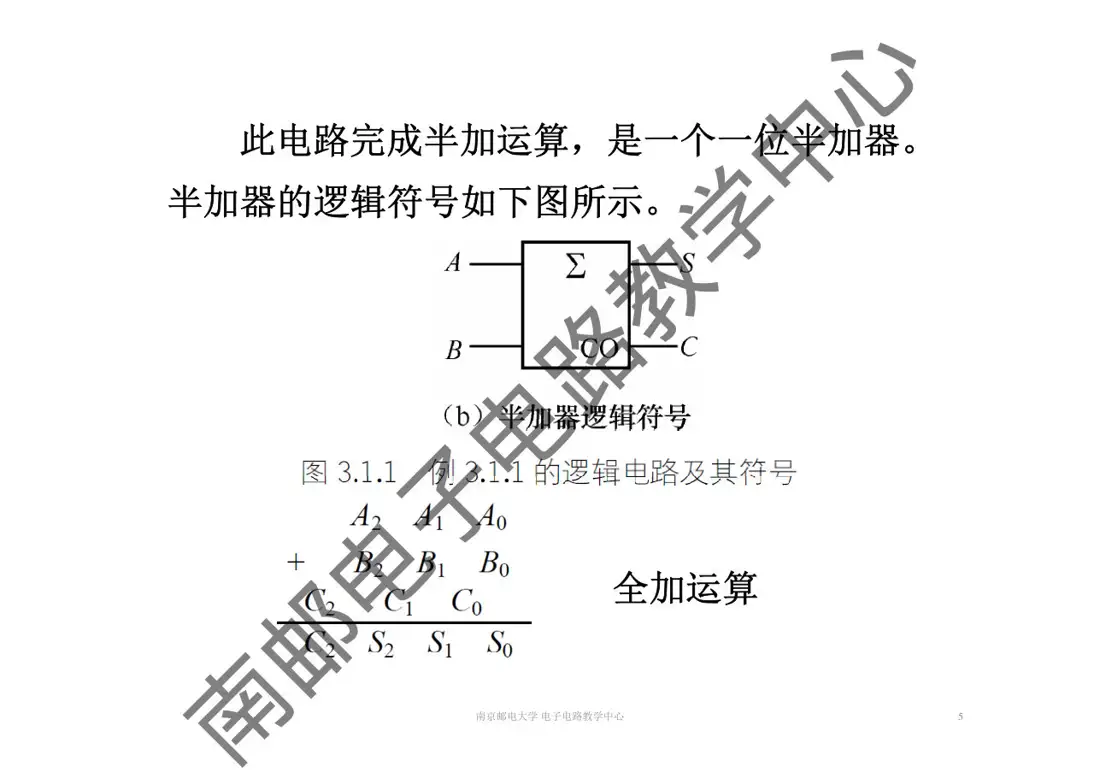 此电路完成半加运算，是一个一位半加器。
半加器的逻辑符号如下图所示。
A Σ S
B CO C
（b）半加器逻辑符号
图 3.1.1 例 3.1.1 的逻辑电路及其符号
A₂ A₁ A₀
+ B₂ B₁ B₀
全加运算
C₂ C₁ C₀
C₂ S₂ S₁ S₀
南邮电子电路教学中心
南京邮电大学 电子电路教学中心 5